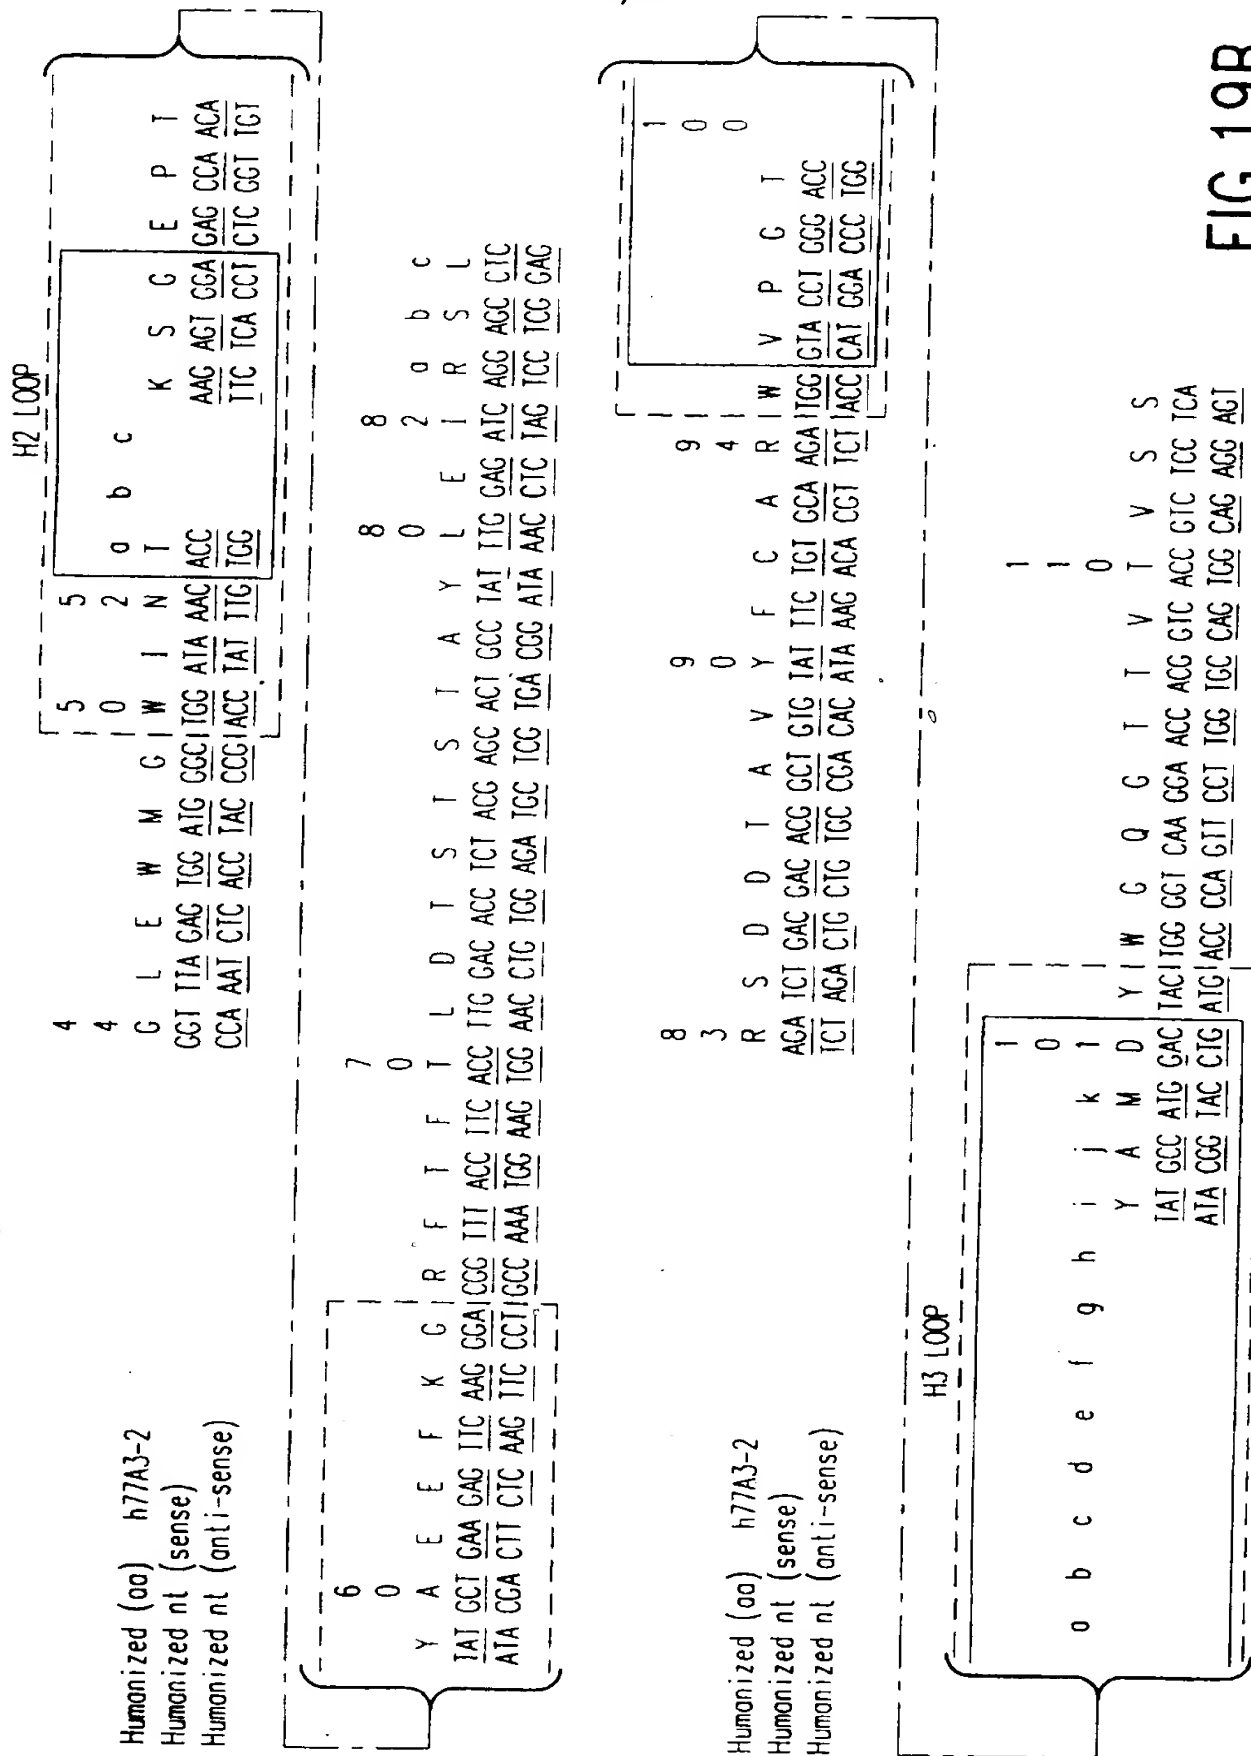 H2 LOOP
4 5 5
4 0 2 a b c
Humanized (aa) h77A3-2 G L E W M G W I N T K S G E P T
Humanized nt (sense) GGT TTA GAG TGG ATG GGC TGG ATA AAC ACC AAG AGT GGA GAG CCA ACA
Humanized nt (anti-sense) CCA AAT CTC ACC TAC CCG ACC TAT TTG TGG TTC TCA CCT CTC GGT TGT
6 7 8 8
0 0 0 2 a b c
Y A E E F K G R F T F T L D T S T S T A Y L E I R S L
TAT GCT GAA GAG TTC AAG GGA CGG TTT ACC TTC ACC TTG GAC ACC TCT ACG AGC ACT GCC TAT TTG GAG ATC AGG AGC CTC
ATA CGA CTT CTC AAG TTC CCT GCC AAA TGG AAG TGG AAC CTG TGG AGA TGC TCG TGA CGG ATA AAC CTC TAG TCC TCG GAG
1
8 9 9 0
3 0 4 0
Humanized (aa) h77A3-2 R S D D T A V Y F C A R W V P G T
Humanized nt (sense) AGA TCT GAC GAC ACG GCT GTG TAT TTC TGT GCA AGA TGG GTA CCT GGG ACC
Humanized nt (anti-sense) TCT AGA CTG CTG TGC CGA CAC ATA AAG ACA CGT TCT ACC CAT GGA CCC TGG
H3 LOOP
1 1
0 1
a b c d e f g h i j k 1 0
Y A M D Y W G Q G T T V T V S S
TAT GCC ATG GAC TAC TGG GGT CAA GGA ACC ACG GTC ACC GTC TCC TCA
ATA CGG TAC CTG ATG ACC CCA GTT CCT TGG TGC CAG TGG CAG AGG AGT
FIG. 19B